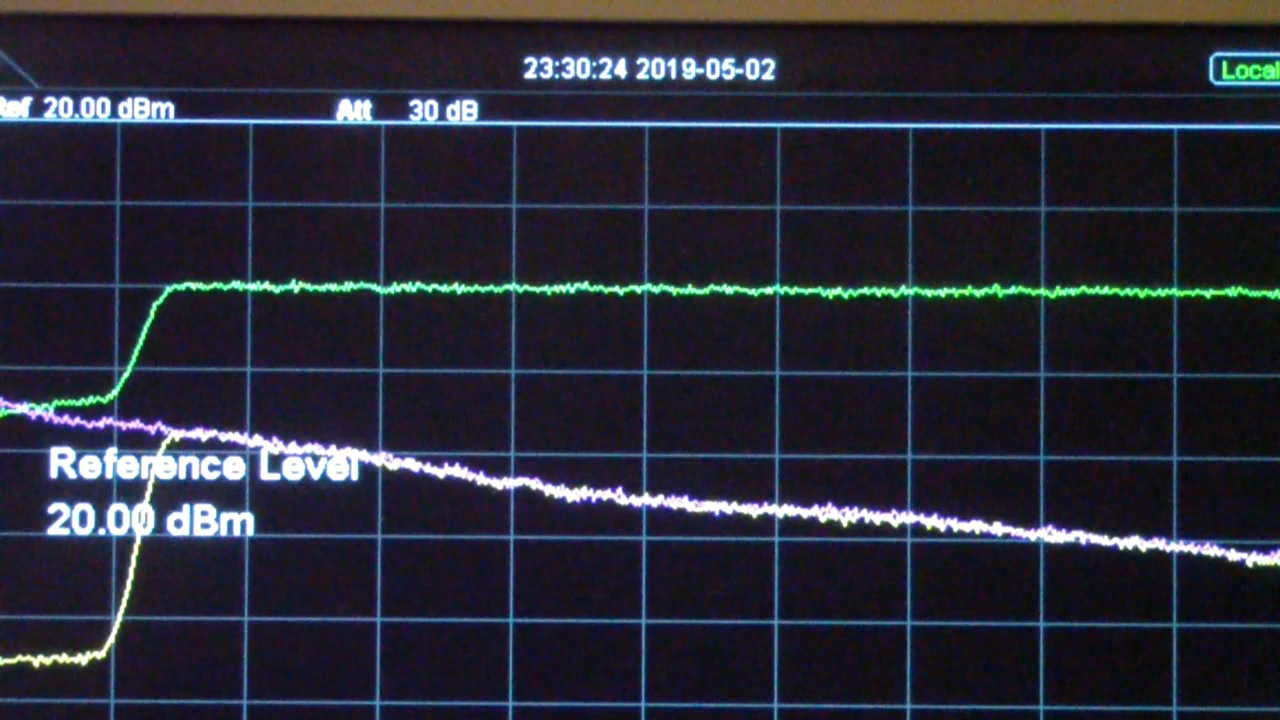 23:30:24 2019-05-02
Local
Ref 20.00 dBm Att 30 dB
Reference Level
20.00 dBm